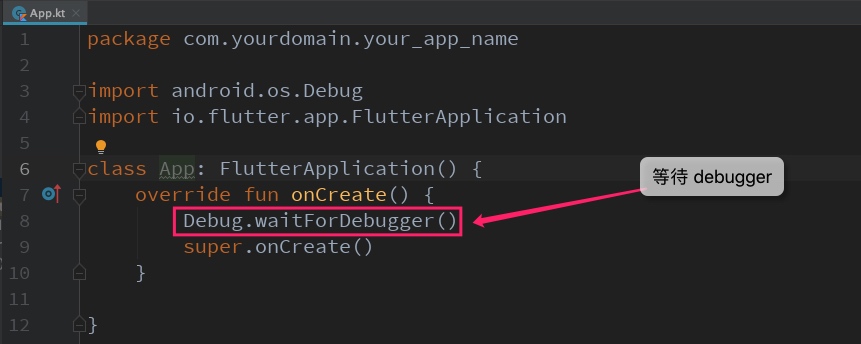 App.kt
1 package com.yourdomain.your_app_name
2
3 import android.os.Debug
4 import io.flutter.app.FlutterApplication
5
6 class App: FlutterApplication() {
7 override fun onCreate() {
8 Debug.waitForDebugger()
等待 debugger
9 super.onCreate()
10 }
11
12 }